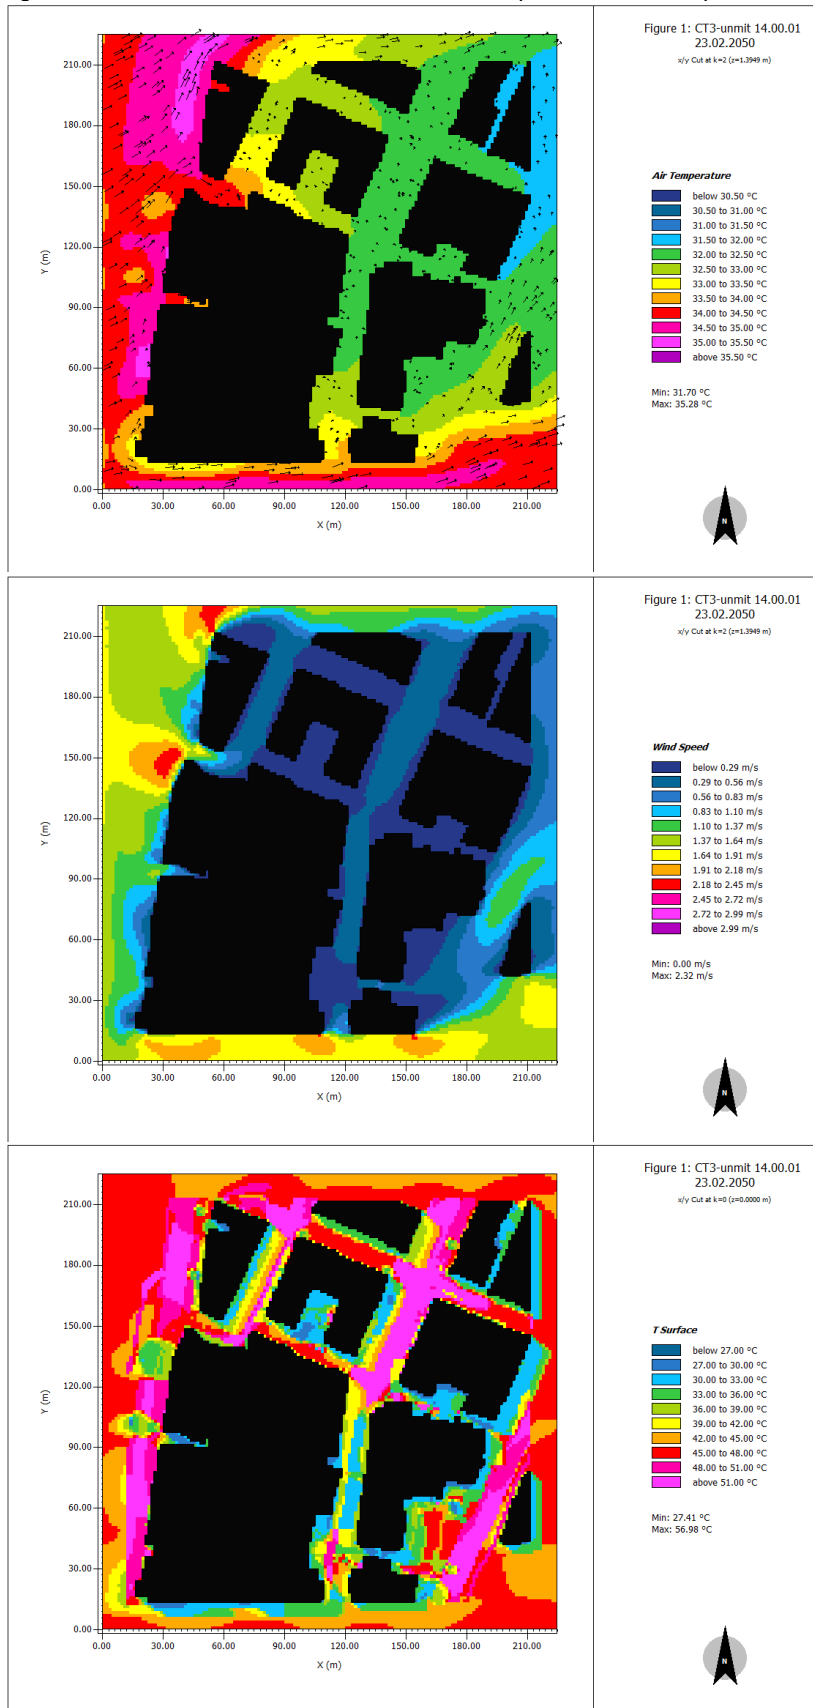 Figure 1: CT3-unmit 14.00.01
23.02.2050
x/y Cut at k=2 (z=1.3949 m)
210.00
180.00
150.00
120.00
90.00
60.00
30.00
0.00
Y (m)
0.00 30.00 60.00 90.00 120.00 150.00 180.00 210.00
X (m)
Air Temperature
below 30.50 °C
30.50 to 31.00 °C
31.00 to 31.50 °C
31.50 to 32.00 °C
32.00 to 32.50 °C
32.50 to 33.00 °C
33.00 to 33.50 °C
33.50 to 34.00 °C
34.00 to 34.50 °C
34.50 to 35.00 °C
35.00 to 35.50 °C
above 35.50 °C
Min: 31.70 °C
Max: 35.28 °C
N
Figure 1: CT3-unmit 14.00.01
23.02.2050
x/y Cut at k=2 (z=1.3949 m)
210.00
180.00
150.00
120.00
90.00
60.00
30.00
0.00
Y (m)
0.00 30.00 60.00 90.00 120.00 150.00 180.00 210.00
X (m)
Wind Speed
below 0.29 m/s
0.29 to 0.56 m/s
0.56 to 0.83 m/s
0.83 to 1.10 m/s
1.10 to 1.37 m/s
1.37 to 1.64 m/s
1.64 to 1.91 m/s
1.91 to 2.18 m/s
2.18 to 2.45 m/s
2.45 to 2.72 m/s
2.72 to 2.99 m/s
above 2.99 m/s
Min: 0.00 m/s
Max: 2.32 m/s
N
Figure 1: CT3-unmit 14.00.01
23.02.2050
x/y Cut at k=0 (z=0.0000 m)
210.00
180.00
150.00
120.00
90.00
60.00
30.00
0.00
Y (m)
0.00 30.00 60.00 90.00 120.00 150.00 180.00 210.00
X (m)
T Surface
below 27.00 °C
27.00 to 30.00 °C
30.00 to 33.00 °C
33.00 to 36.00 °C
36.00 to 39.00 °C
39.00 to 42.00 °C
42.00 to 45.00 °C
45.00 to 48.00 °C
48.00 to 51.00 °C
above 51.00 °C
Min: 27.41 °C
Max: 56.98 °C
N